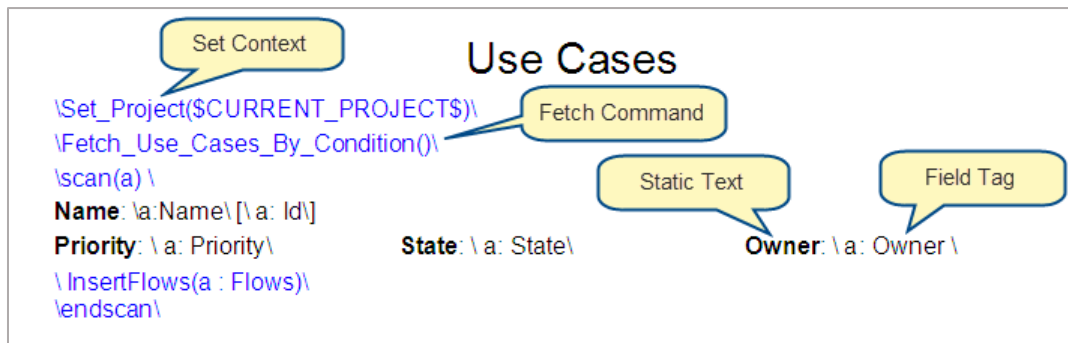 Set Context
Use Cases
\Set_Project($CURRENT_PROJECT$)\
Fetch Command
\Fetch_Use_Cases_By_Condition()\
\scan(a) \
Static Text
Field Tag
Name: \a:Name\ [\ a: Id\]
Priority: \ a: Priority\ State: \ a: State\ Owner: \ a: Owner \
\ InsertFlows(a : Flows)\
\endscan\